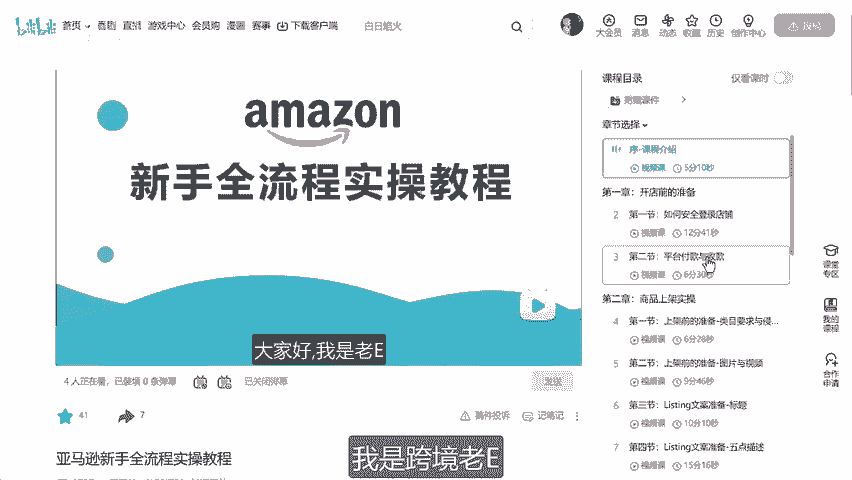 bilibili 首页 番剧 直播 游戏中心 会员购 漫画 赛事 下载客户端 白日焰火
大会员 消息 动态 收藏 历史 创作中心 投稿
amazon
新手全流程实操教程
大家好,我是老E
4 人正在看, 已装填 0 条弹幕 已关闭弹幕 发送
41 7 稿件投诉 记笔记
亚马逊新手全流程实操教程
我是跨境老E
课程目录 仅看课时
章节选择
序-课程介绍
视频课 5分10秒
第一章：开店前的准备
2 第一节：如何安全登录店铺
视频课 12分41秒
3 第二节：平台付款与收款
视频课 6分30秒
第二章：商品上架实操
4 第一节：上架前的准备-类目要求与侵...
视频课 6分28秒
5 第二节：上架前的准备-图片与视频
视频课 9分46秒
6 第三节：Listing文案准备-标题
视频课 10分10秒
7 第四节：Listing文案准备-五点描述
视频课 15分16秒
课堂
专区
我的
课程
合作
申请